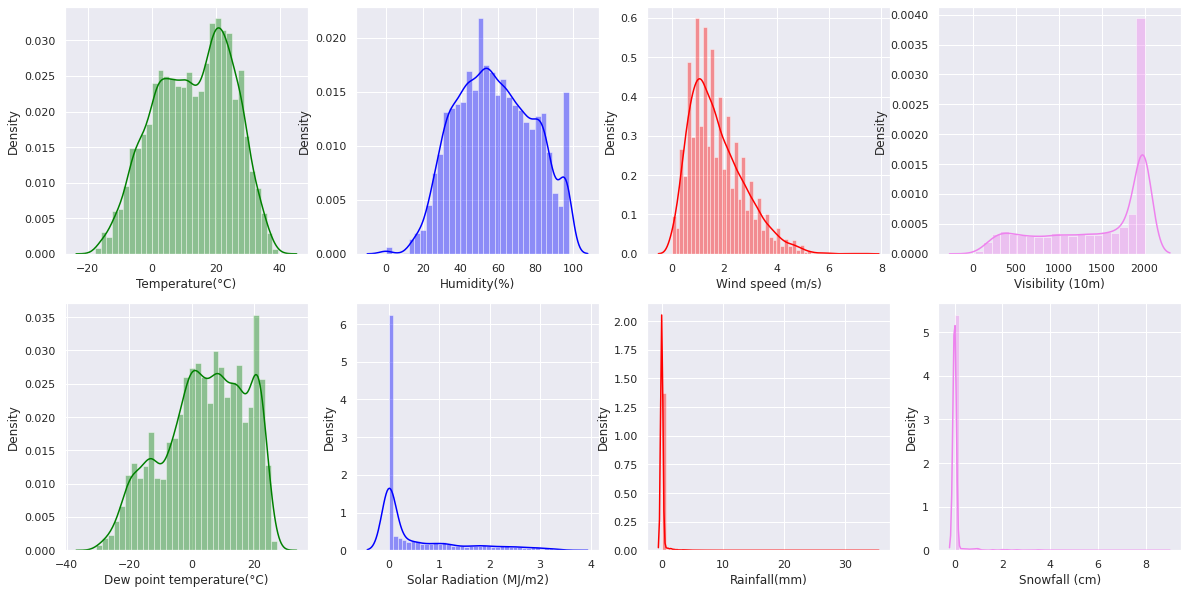 Density
0.030
0.025
0.020
0.015
0.010
0.005
0.000
−20 0 20 40
Temperature(°C)
Density
0.020
0.015
0.010
0.005
0.000
0 20 40 60 80 100
Humidity(%)
Density
0.6
0.5
0.4
0.3
0.2
0.1
0.0
0 2 4 6 8
Wind speed (m/s)
Density
0.0040
0.0035
0.0030
0.0025
0.0020
0.0015
0.0010
0.0005
0.0000
0 500 1000 1500 2000
Visibility (10m)
Density
0.035
0.030
0.025
0.020
0.015
0.010
0.005
0.000
−40 −20 0 20
Dew point temperature(°C)
Density
6
5
4
3
2
1
0
0 1 2 3 4
Solar Radiation (MJ/m2)
Density
2.00
1.75
1.50
1.25
1.00
0.75
0.50
0.25
0.00
0 10 20 30
Rainfall(mm)
Density
5
4
3
2
1
0
0 2 4 6 8
Snowfall (cm)